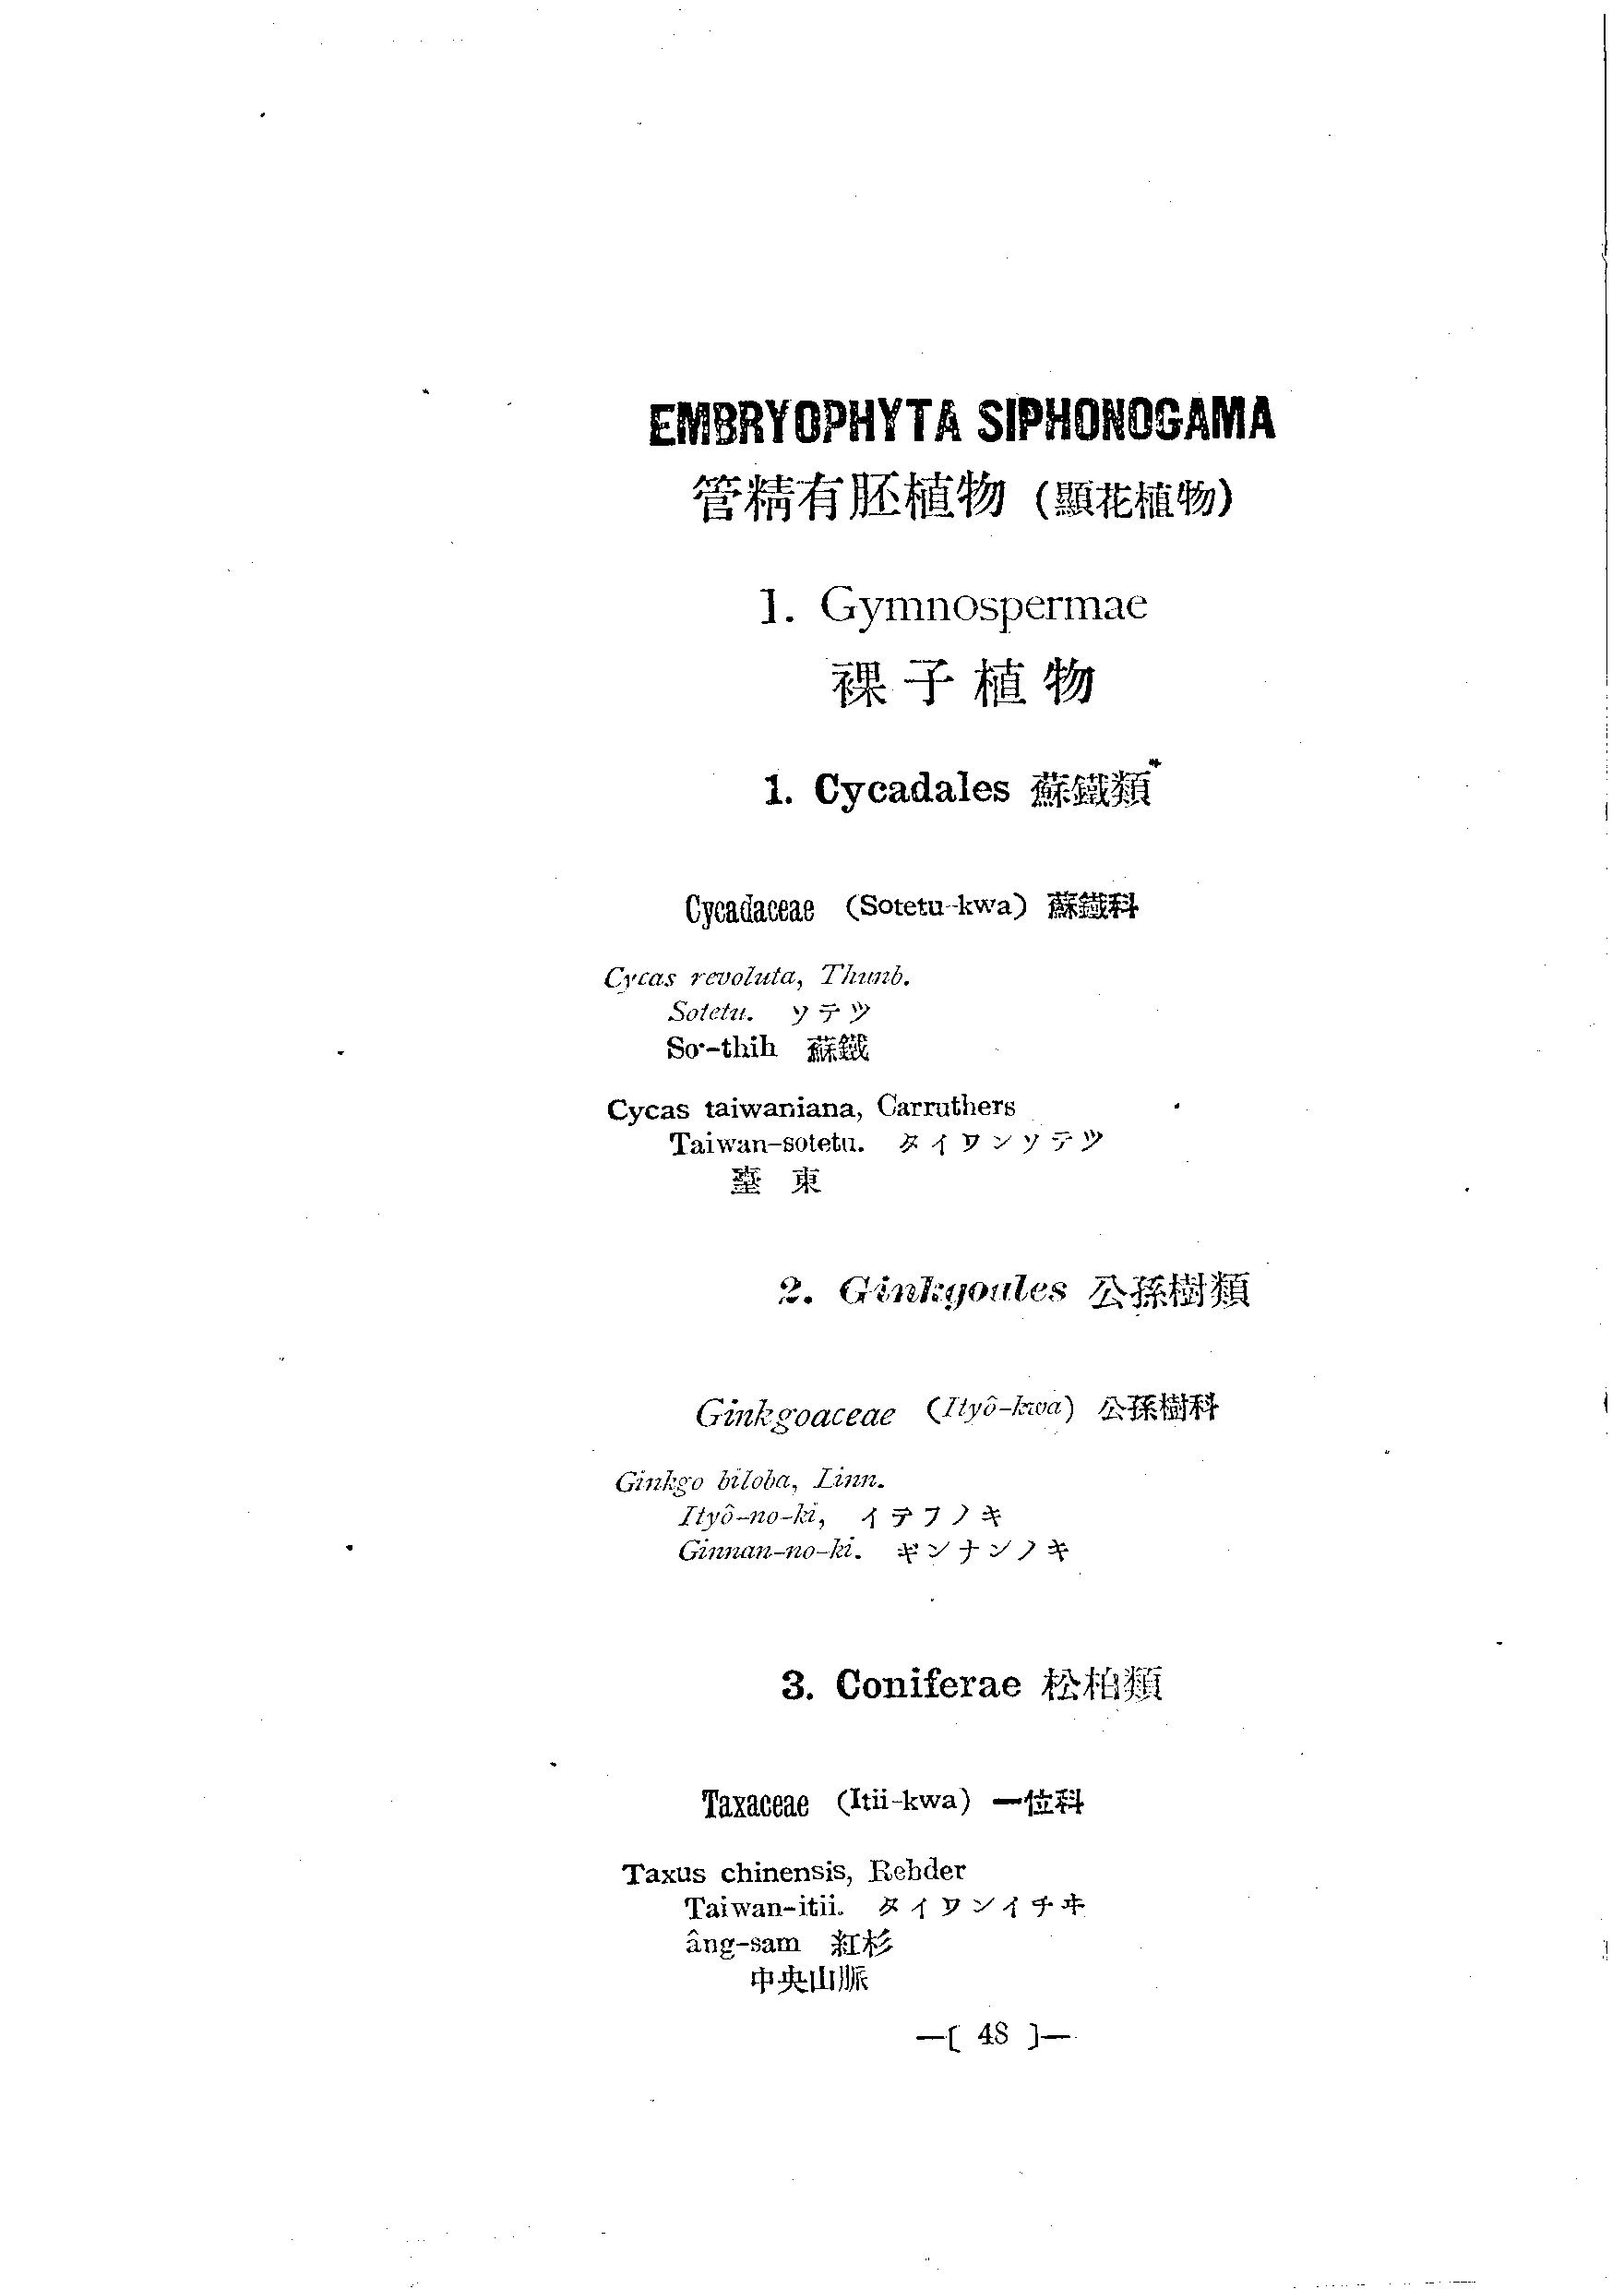 EMBRYOPHYTA SIPHONOGAMA
管精有胚植物 (顯花植物)
1. Gymnospermae
裸子植物
1. Cycadales 蘇鐵類
Cycadaceae (Sotetu-kwa) 蘇鐵科
Cycas revoluta, Thunb.
Sotetu. ソテツ
So͘-thih 蘇鐵
Cycas taiwaniana, Carruthers
Taiwan-sotetu. タイワンソテツ
臺東
2. Ginkgoales 公孫樹類
Ginkgoaceae (Ityô-kwa) 公孫樹科
Ginkgo biloba, Linn.
Ityô-no-ki, イテフノキ
Ginnan-no-ki. ギンナンノキ
3. Coniferae 松柏類
Taxaceae (Itii-kwa) 一位科
Taxus chinensis, Rehder
Taiwan-itii. タイワンイチヰ
âng-sam 紅杉
中央山脈
—[ 48 ]—